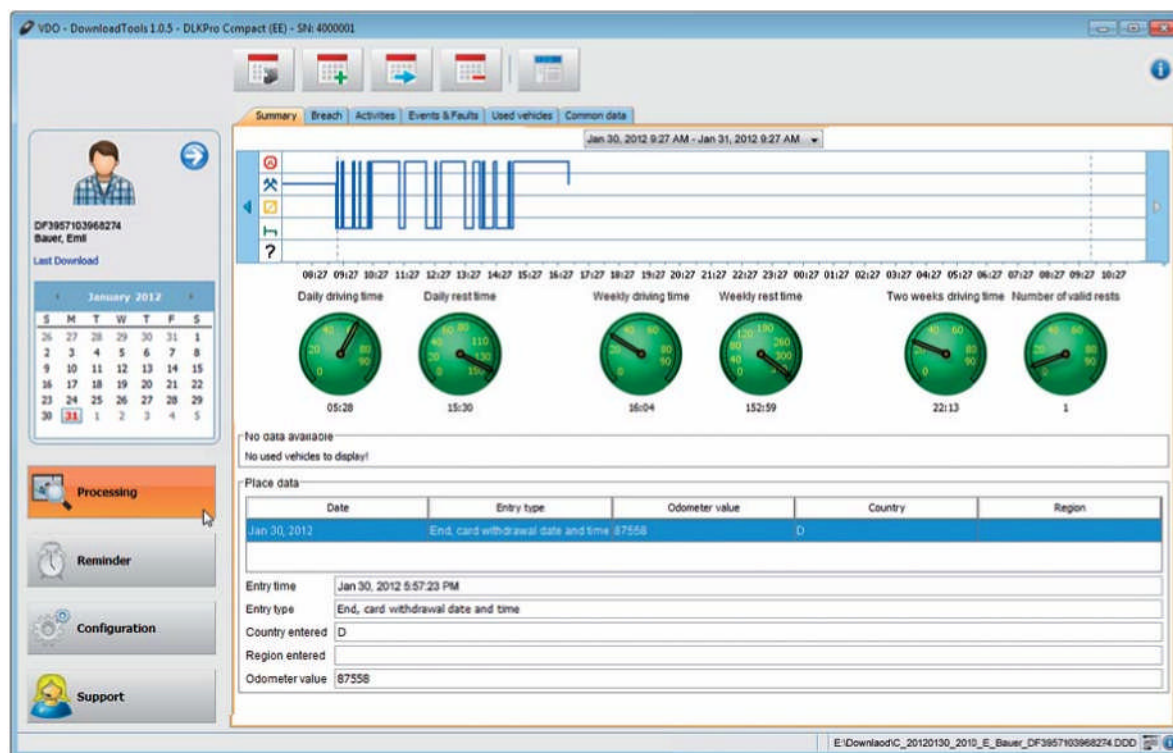 VDO - DownloadTools 1.0.5 - DLKPro Compact (EE) - SN: 4000001
Summary Breach Activities Events & Faults Used vehicles Common data
Jan 30, 2012 9:27 AM - Jan 31, 2012 9:27 AM
?
08:27 09:27 10:27 11:27 12:27 13:27 14:27 15:27 16:27 17:27 18:27 19:27 20:27 21:27 22:27 23:27 00:27 01:27 02:27 03:27 04:27 05:27 06:27 07:27 08:27 09:27 10:27
DF3957103968274
Bauer, Emil
Last Download
January 2012
S M T W T F S
26 27 28 29 30 31 1
2 3 4 5 6 7 8
9 10 11 12 13 14 15
16 17 18 19 20 21 22
23 24 25 26 27 28 29
30 31 1 2 3 4 5
Processing
Reminder
Configuration
Support
Daily driving time Daily rest time Weekly driving time Weekly rest time Two weeks driving time Number of valid rests
05:28 15:30 16:04 152:59 22:13 1
No data available
No used vehicles to display!
Place data
Date Entry type Odometer value Country Region
Jan 30, 2012 End, card withdrawal date and time 87558 D
Entry time Jan 30, 2012 5:57:23 PM
Entry type End, card withdrawal date and time
Country entered D
Region entered
Odometer value 87558
E:\Downlaod\C_20120130_2010_E_Bauer_DF3957103968274.DDD